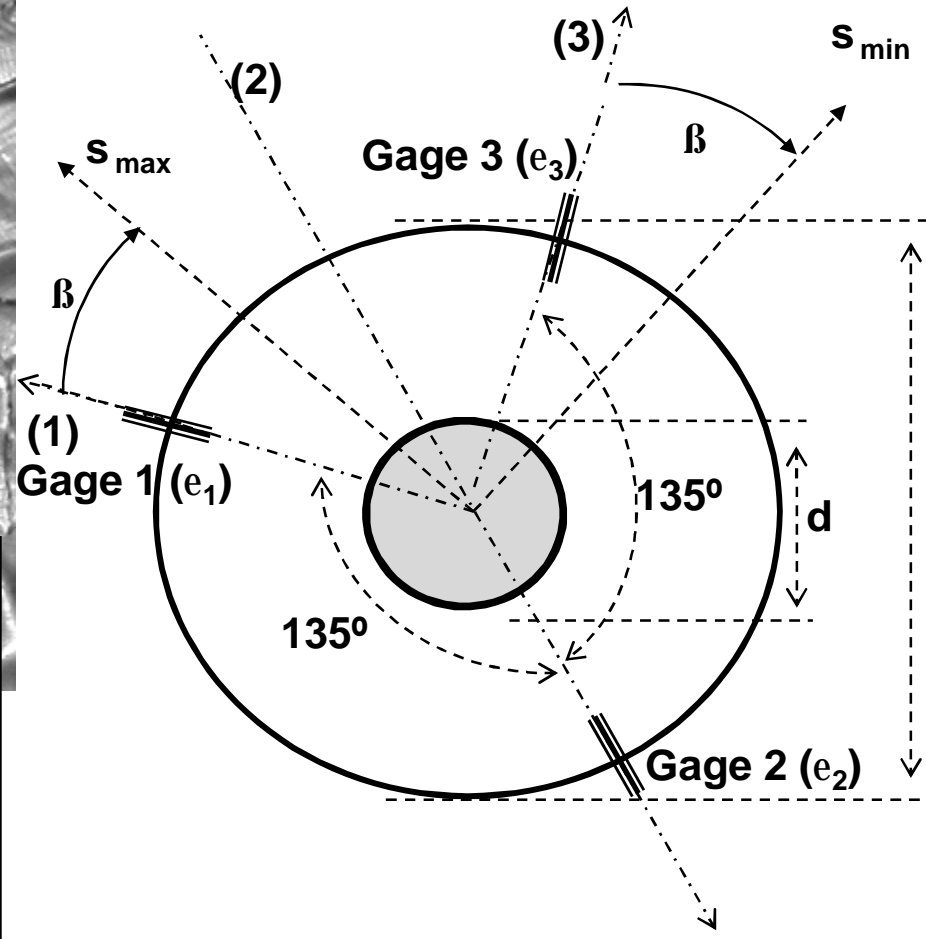 (3)
s min
(2)
ß
s max
Gage 3 (e3)
ß
(1)
Gage 1 (e1)
135º
d
135º
Gage 2 (e2)